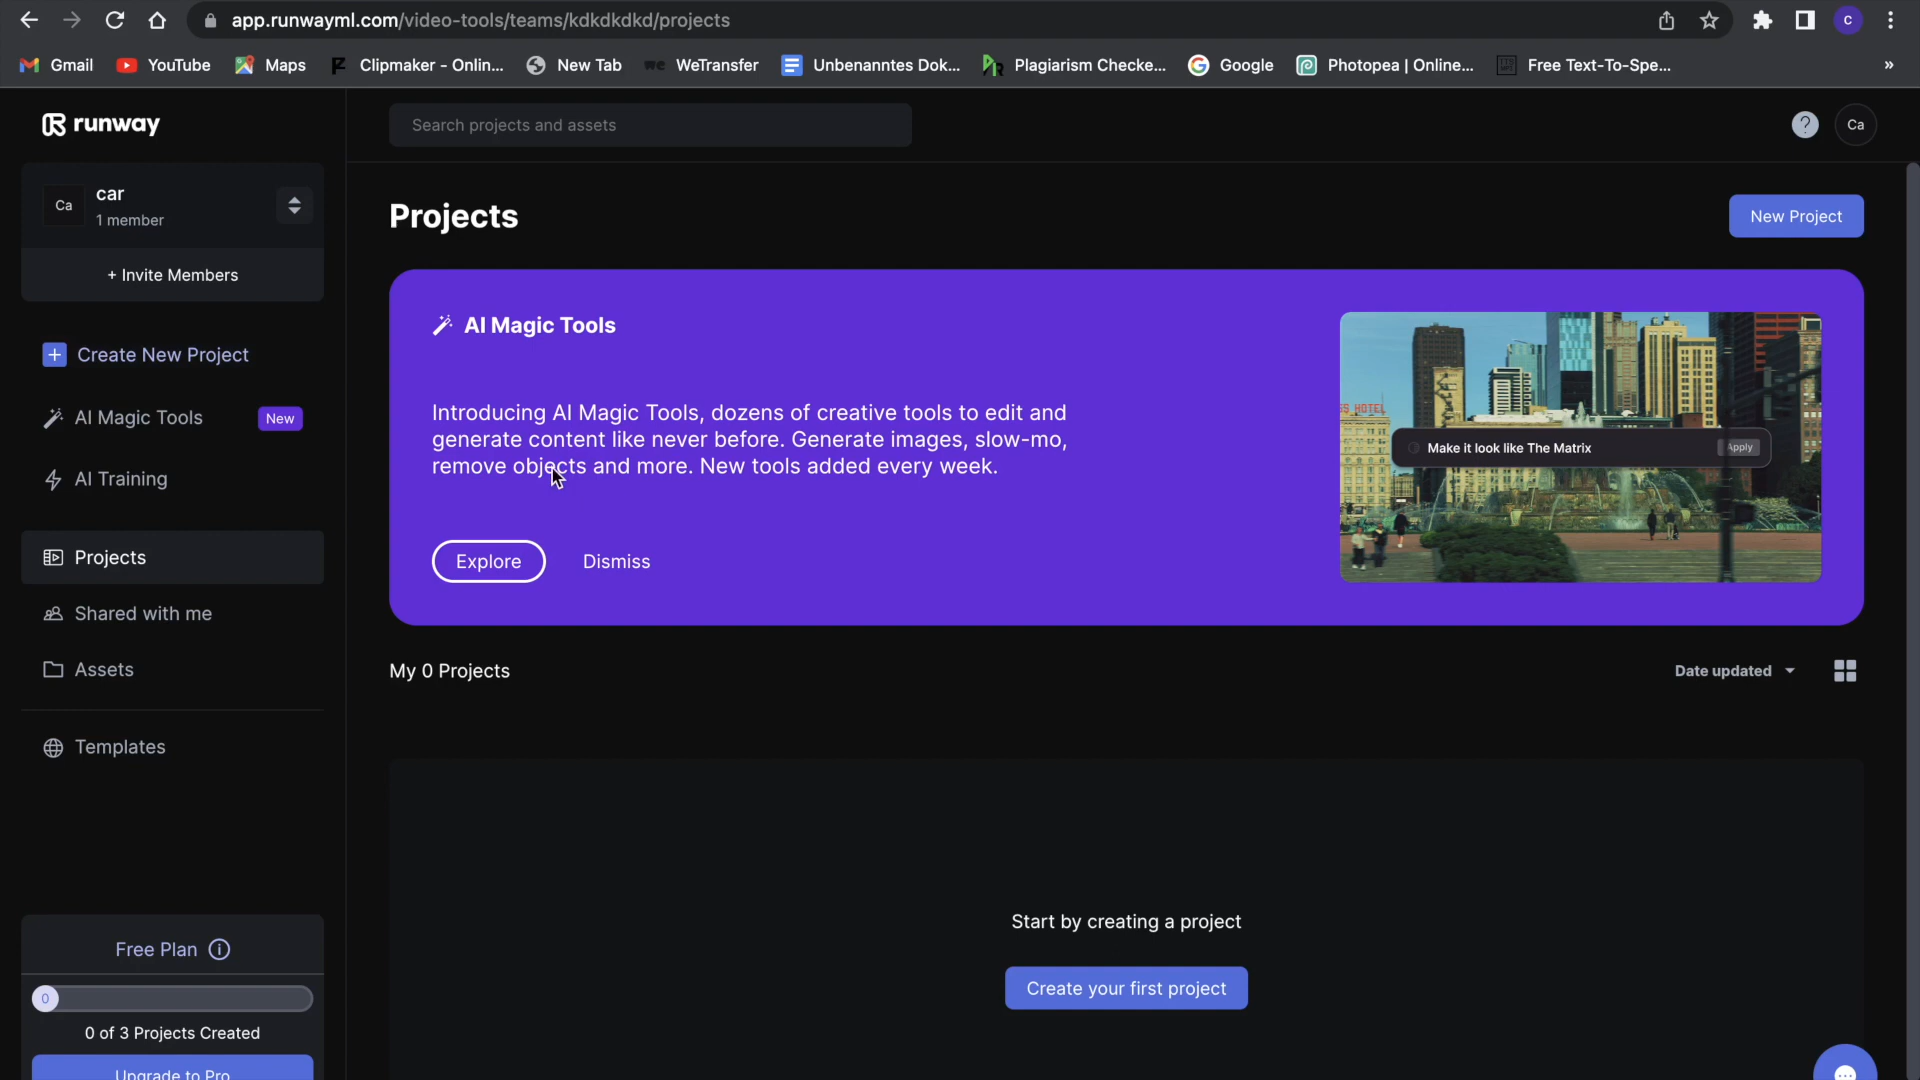 app.runwayml.com/video-tools/teams/kdkdkdkd/projects
C
Gmail
YouTube
Maps
Clipmaker - Onlin...
New Tab
we
WeTransfer
Unbenanntes Dok...
Plagiarism Checke...
Google
Photopea | Online...
Free Text-To-Spe...
»
runway
Search projects and assets
?
Ca
Ca
car
1 member
+ Invite Members
Create New Project
AI Magic Tools
New
AI Training
Projects
Shared with me
Assets
Templates
Free Plan
0
0 of 3 Projects Created
Upgrade to Pro
Projects
New Project
AI Magic Tools
Introducing AI Magic Tools, dozens of creative tools to edit and
generate content like never before. Generate images, slow-mo,
remove objects and more. New tools added every week.
Explore
Dismiss
S HOTEL
Make it look like The Matrix
Apply
My 0 Projects
Date updated
Start by creating a project
Create your first project